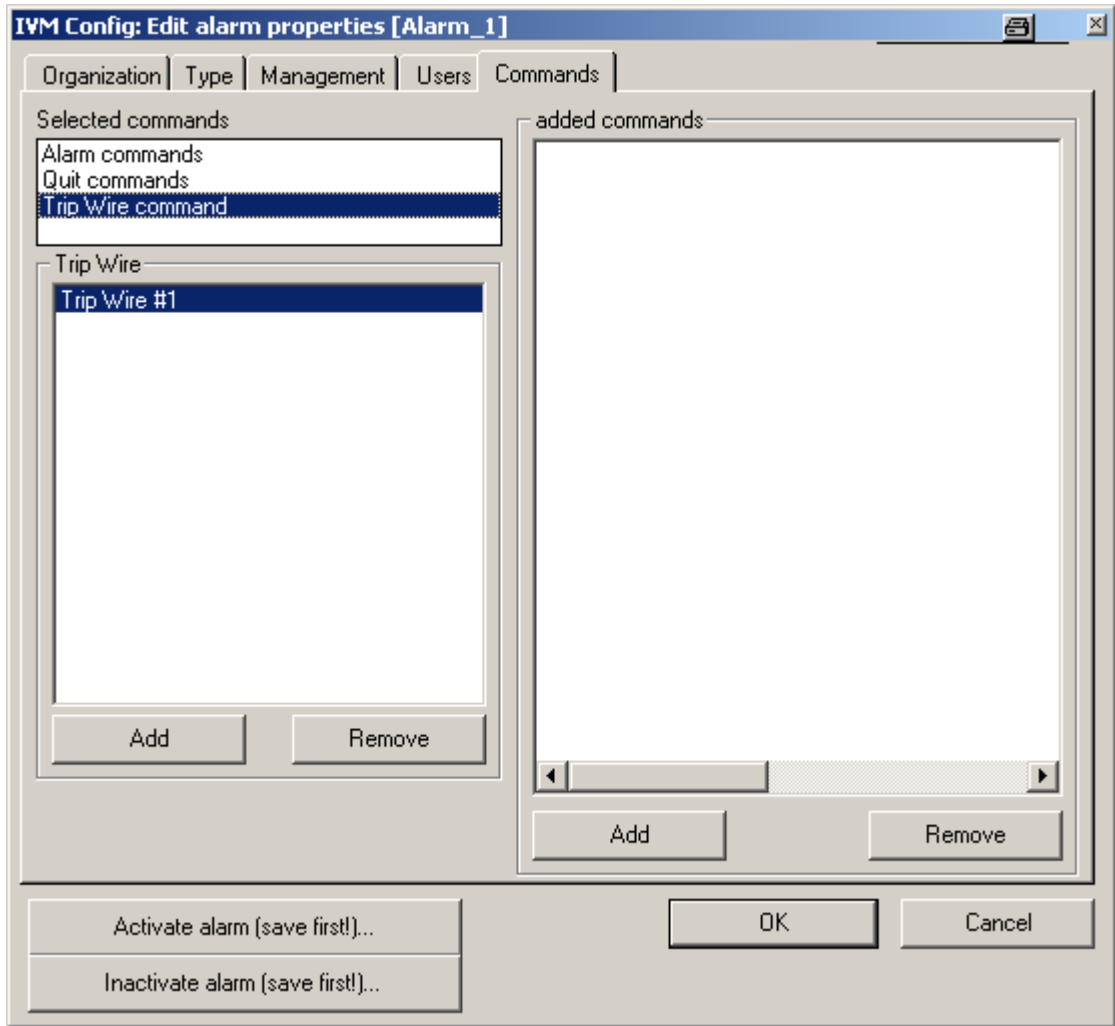 IVM Config: Edit alarm properties [Alarm_1]
Organization Type Management Users Commands
Selected commands
Alarm commands
Quit commands
Trip Wire command
Trip Wire
Trip Wire #1
Add Remove
added commands
Add Remove
Activate alarm (save first!)...
Inactivate alarm (save first!)...
OK Cancel